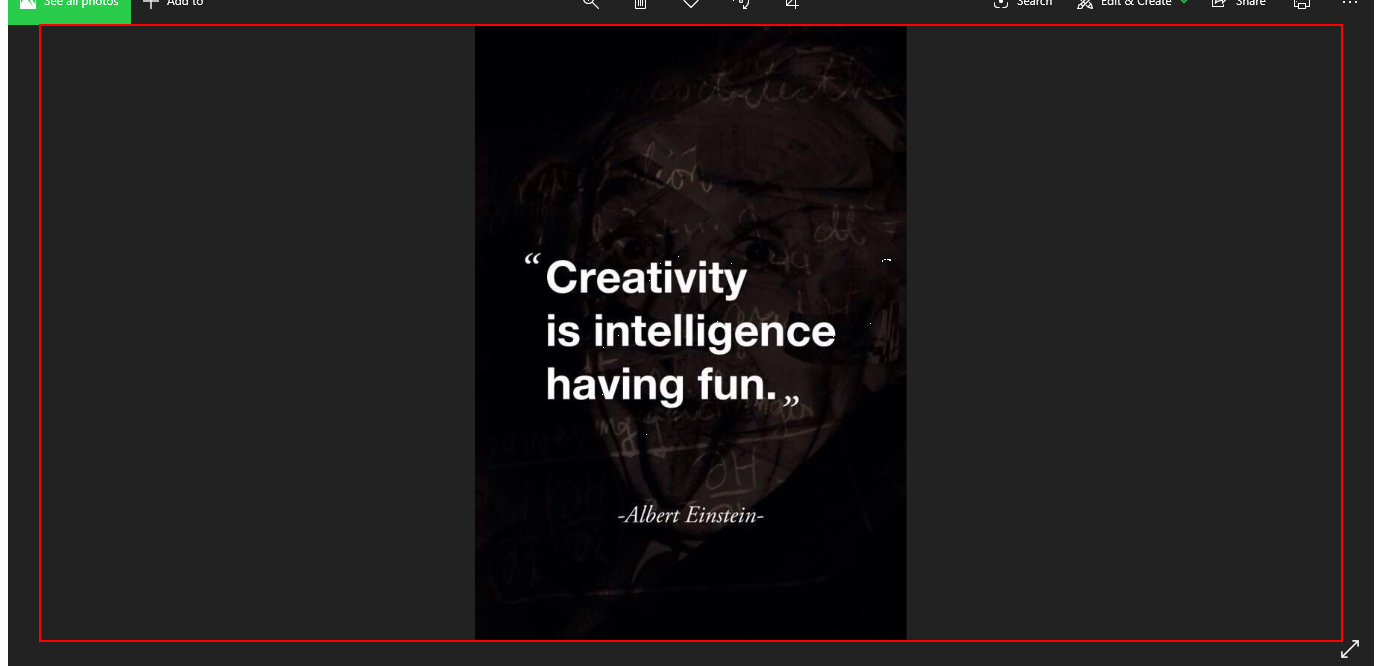 See all photos
Add to
Search
Edit & Create
Share
“Creativity
is intelligence
having fun.”
-Albert Einstein-